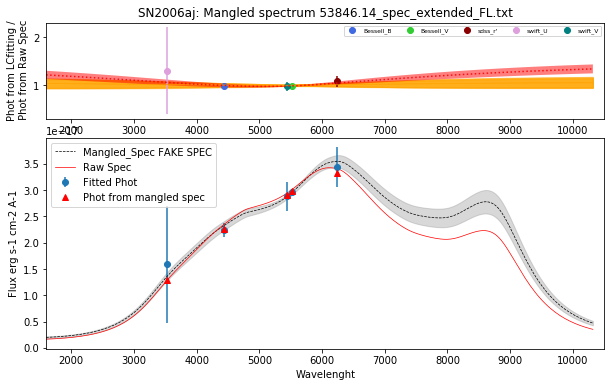 SN2006aj: Mangled spectrum 53846.14_spec_extended_FL.txt
Phot from LCfitting /
Phot from Raw Spec
2
1
Bessell_B
Bessell_V
sdss_r'
swift_U
swift_V
2000 3000 4000 5000 6000 7000 8000 9000 10000
Flux erg s-1 cm-2 A-1
3.5
3.0
2.5
2.0
1.5
1.0
0.5
0.0
Mangled_Spec FAKE SPEC
Raw Spec
Fitted Phot
Phot from mangled spec
2000 3000 4000 5000 6000 7000 8000 9000 10000
Wavelenght